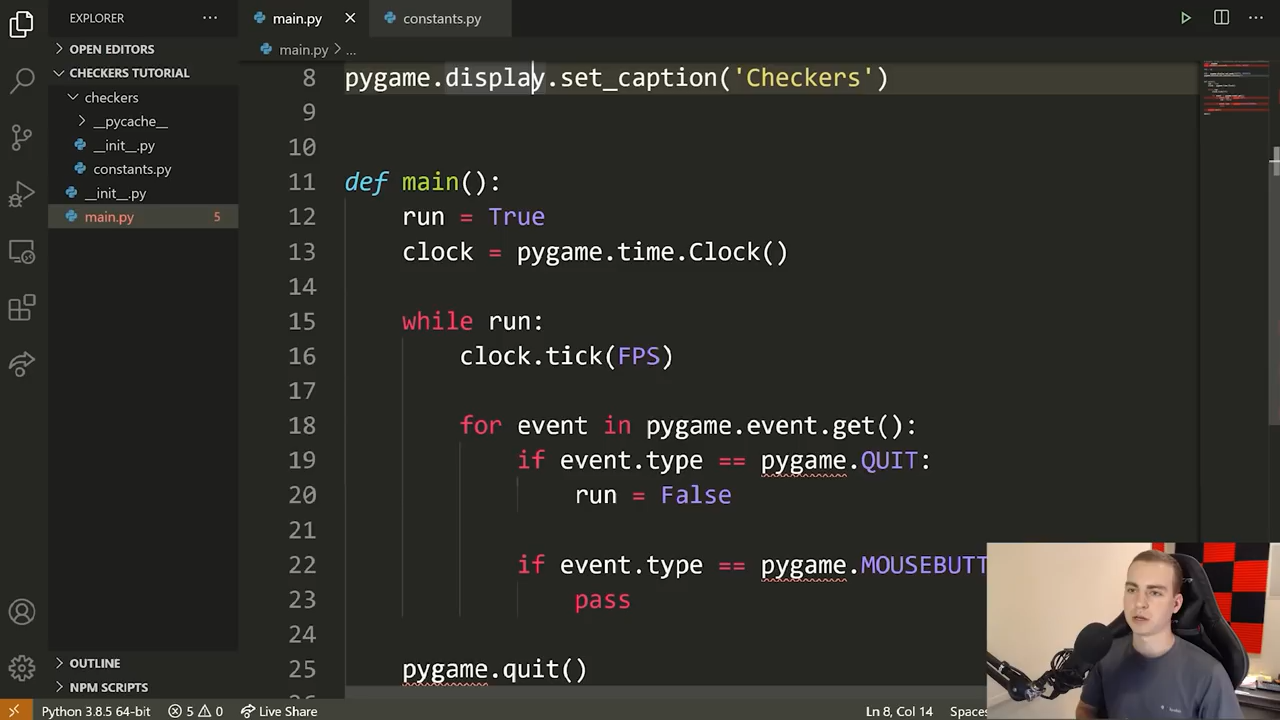 EXPLORER
main.py
constants.py
OPEN EDITORS
main.py > ...
CHECKERS TUTORIAL
checkers
__pycache__
__init__.py
constants.py
__init__.py
main.py 5
8 pygame.display.set_caption('Checkers')
9
10
11 def main():
12 run = True
13 clock = pygame.time.Clock()
14
15 while run:
16 clock.tick(FPS)
17
18 for event in pygame.event.get():
19 if event.type == pygame.QUIT:
20 run = False
21
22 if event.type == pygame.MOUSEBUTT
23 pass
24
25 pygame.quit()
OUTLINE
NPM SCRIPTS
Python 3.8.5 64-bit 5 0 Live Share Ln 8, Col 14 Spaces